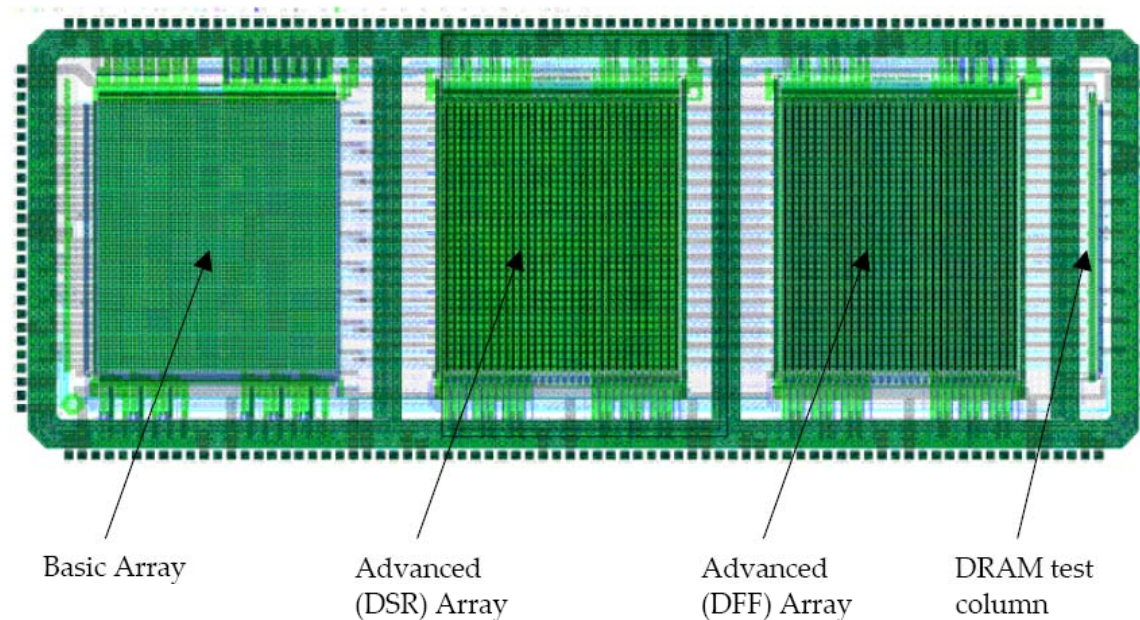 Basic Array
Advanced
(DSR) Array
Advanced
(DFF) Array
DRAM test
column